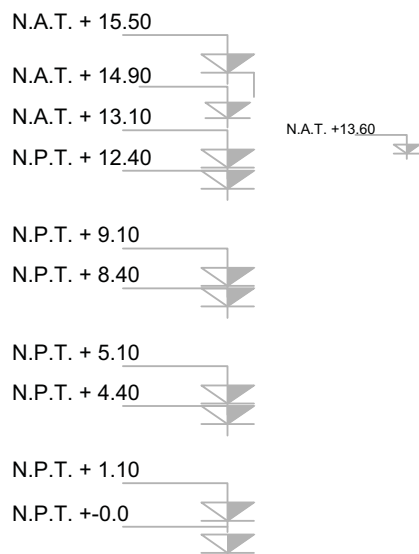 N.A.T. + 15.50
N.A.T. + 14.90
N.A.T. + 13.10
N.A.T. +13.60
N.P.T. + 12.40
N.P.T. + 9.10
N.P.T. + 8.40
N.P.T. + 5.10
N.P.T. + 4.40
N.P.T. + 1.10
N.P.T. +-0.0